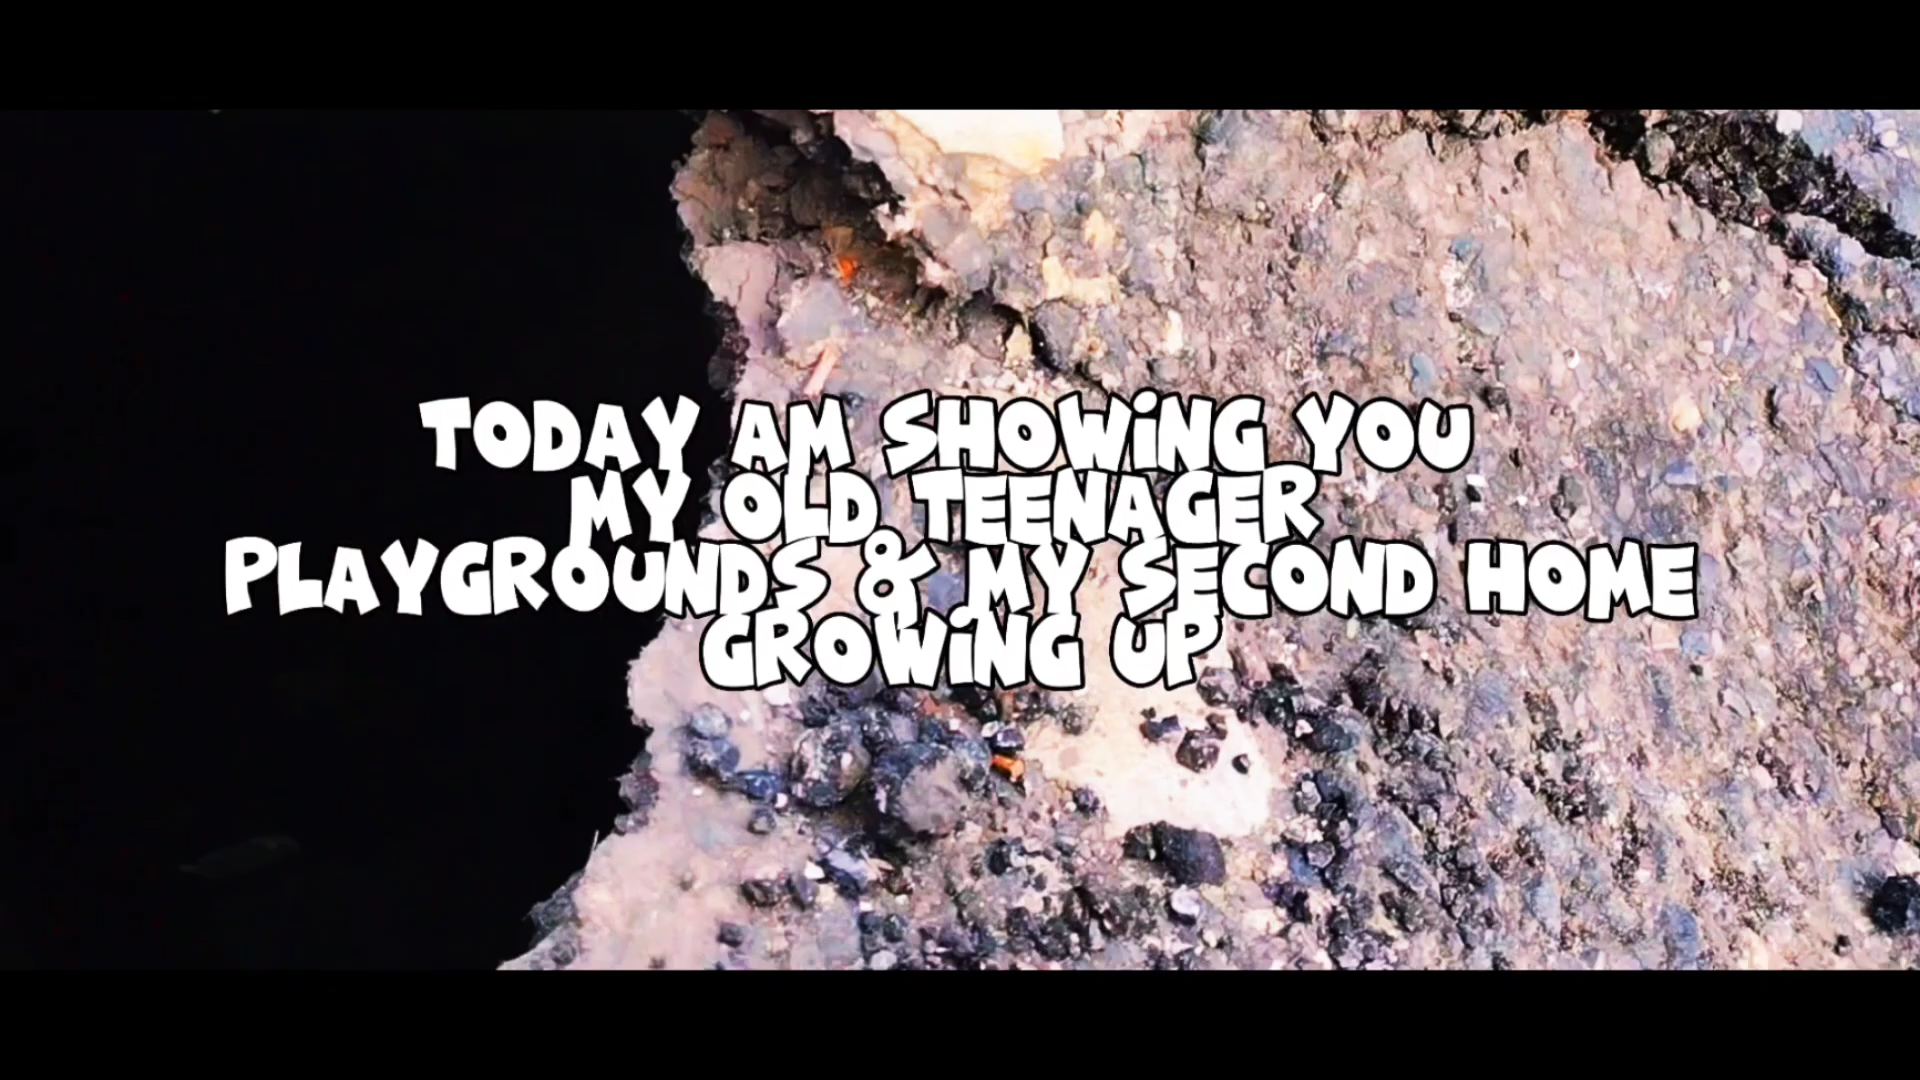 TODAY AM SHOWiNG YOU
MY OLD TEENAGER
PLAYGROUNDS & MY SECOND HOME
GROWiNG UP